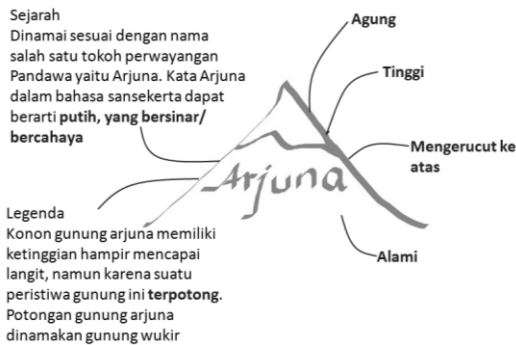 Sejarah
Dinamai sesuai dengan nama
salah satu tokoh perwayangan
Pandawa yaitu Arjuna. Kata Arjuna
dalam bahasa sansekerta dapat
berarti putih, yang bersinar/
bercahaya
Legenda
Konon gunung arjuna memiliki
ketinggian hampir mencapai
langit, namun karena suatu
peristiwa gunung ini terpotong.
Potongan gunung arjuna
dinamakan gunung wukir
Arjuna
Agung
Tinggi
Mengerucut ke
atas
Alami